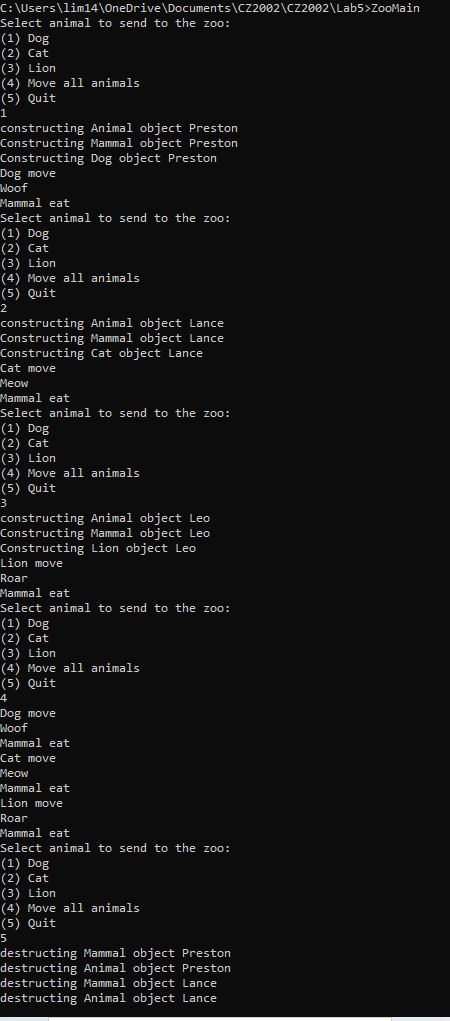 C:\Users\lim14\OneDrive\Documents\CZ2002\CZ2002\Lab5>ZooMain
Select animal to send to the zoo:
(1) Dog
(2) Cat
(3) Lion
(4) Move all animals
(5) Quit
1
constructing Animal object Preston
Constructing Mammal object Preston
Constructing Dog object Preston
Dog move
Woof
Mammal eat
Select animal to send to the zoo:
(1) Dog
(2) Cat
(3) Lion
(4) Move all animals
(5) Quit
2
constructing Animal object Lance
Constructing Mammal object Lance
Constructing Cat object Lance
Cat move
Meow
Mammal eat
Select animal to send to the zoo:
(1) Dog
(2) Cat
(3) Lion
(4) Move all animals
(5) Quit
3
constructing Animal object Leo
Constructing Mammal object Leo
Constructing Lion object Leo
Lion move
Roar
Mammal eat
Select animal to send to the zoo:
(1) Dog
(2) Cat
(3) Lion
(4) Move all animals
(5) Quit
4
Dog move
Woof
Mammal eat
Cat move
Meow
Mammal eat
Lion move
Roar
Mammal eat
Select animal to send to the zoo:
(1) Dog
(2) Cat
(3) Lion
(4) Move all animals
(5) Quit
5
destructing Mammal object Preston
destructing Animal object Preston
destructing Mammal object Lance
destructing Animal object Lance